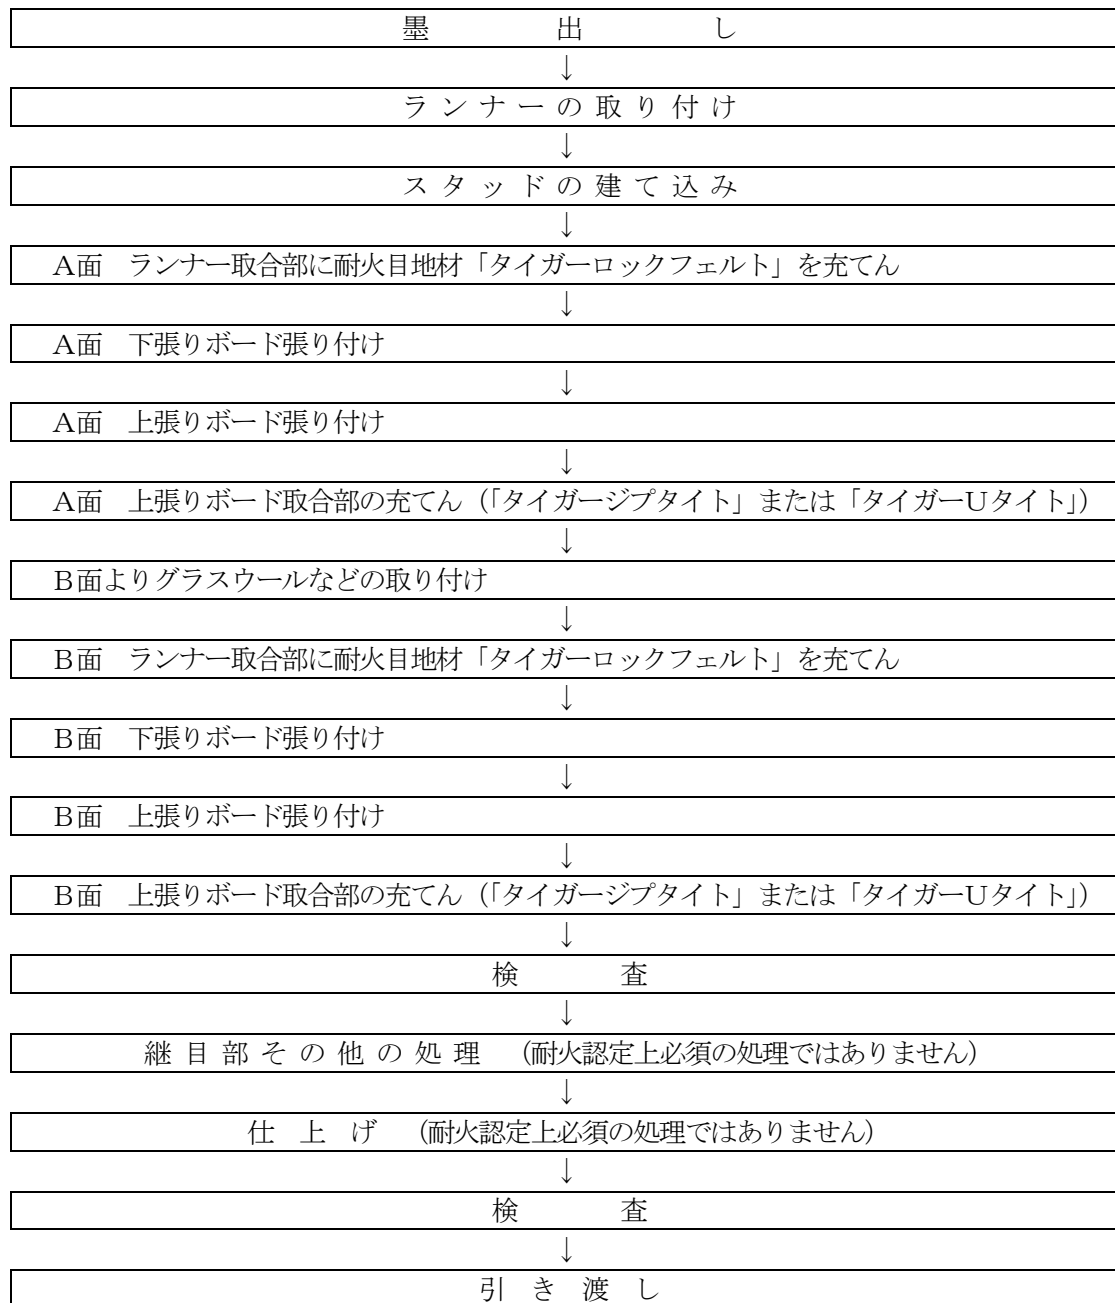 墨出し
↓
ランナーの取り付け
↓
スタッドの建て込み
↓
A面　ランナー取合部に耐火目地材「タイガーロックフェルト」を充てん
↓
A面　下張りボード張り付け
↓
A面　上張りボード張り付け
↓
A面　上張りボード取合部の充てん（「タイガージプタイト」または「タイガーUタイト」）
↓
B面よりグラスウールなどの取り付け
↓
B面　ランナー取合部に耐火目地材「タイガーロックフェルト」を充てん
↓
B面　下張りボード張り付け
↓
B面　上張りボード張り付け
↓
B面　上張りボード取合部の充てん（「タイガージプタイト」または「タイガーUタイト」）
↓
検査
↓
継目部その他の処理　（耐火認定上必須の処理ではありません）
↓
仕上げ　（耐火認定上必須の処理ではありません）
↓
検査
↓
引き渡し